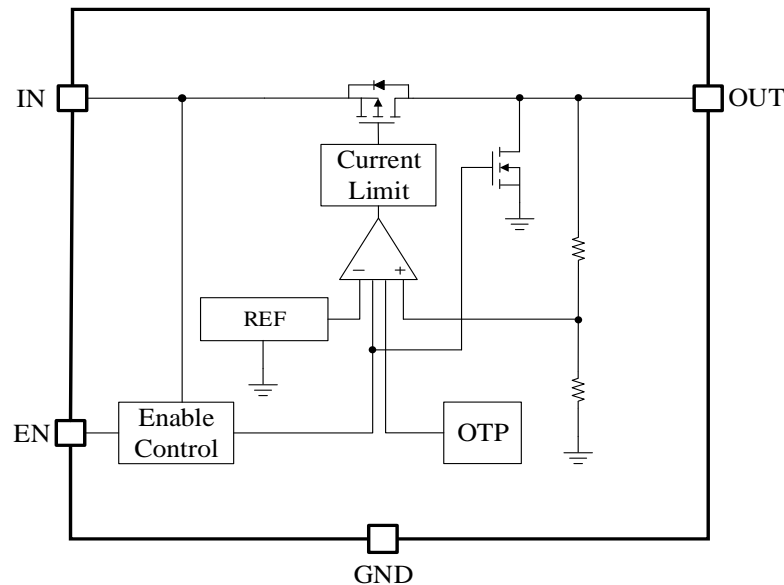 IN
OUT
Current
Limit
− +
REF
EN
Enable
Control
OTP
GND